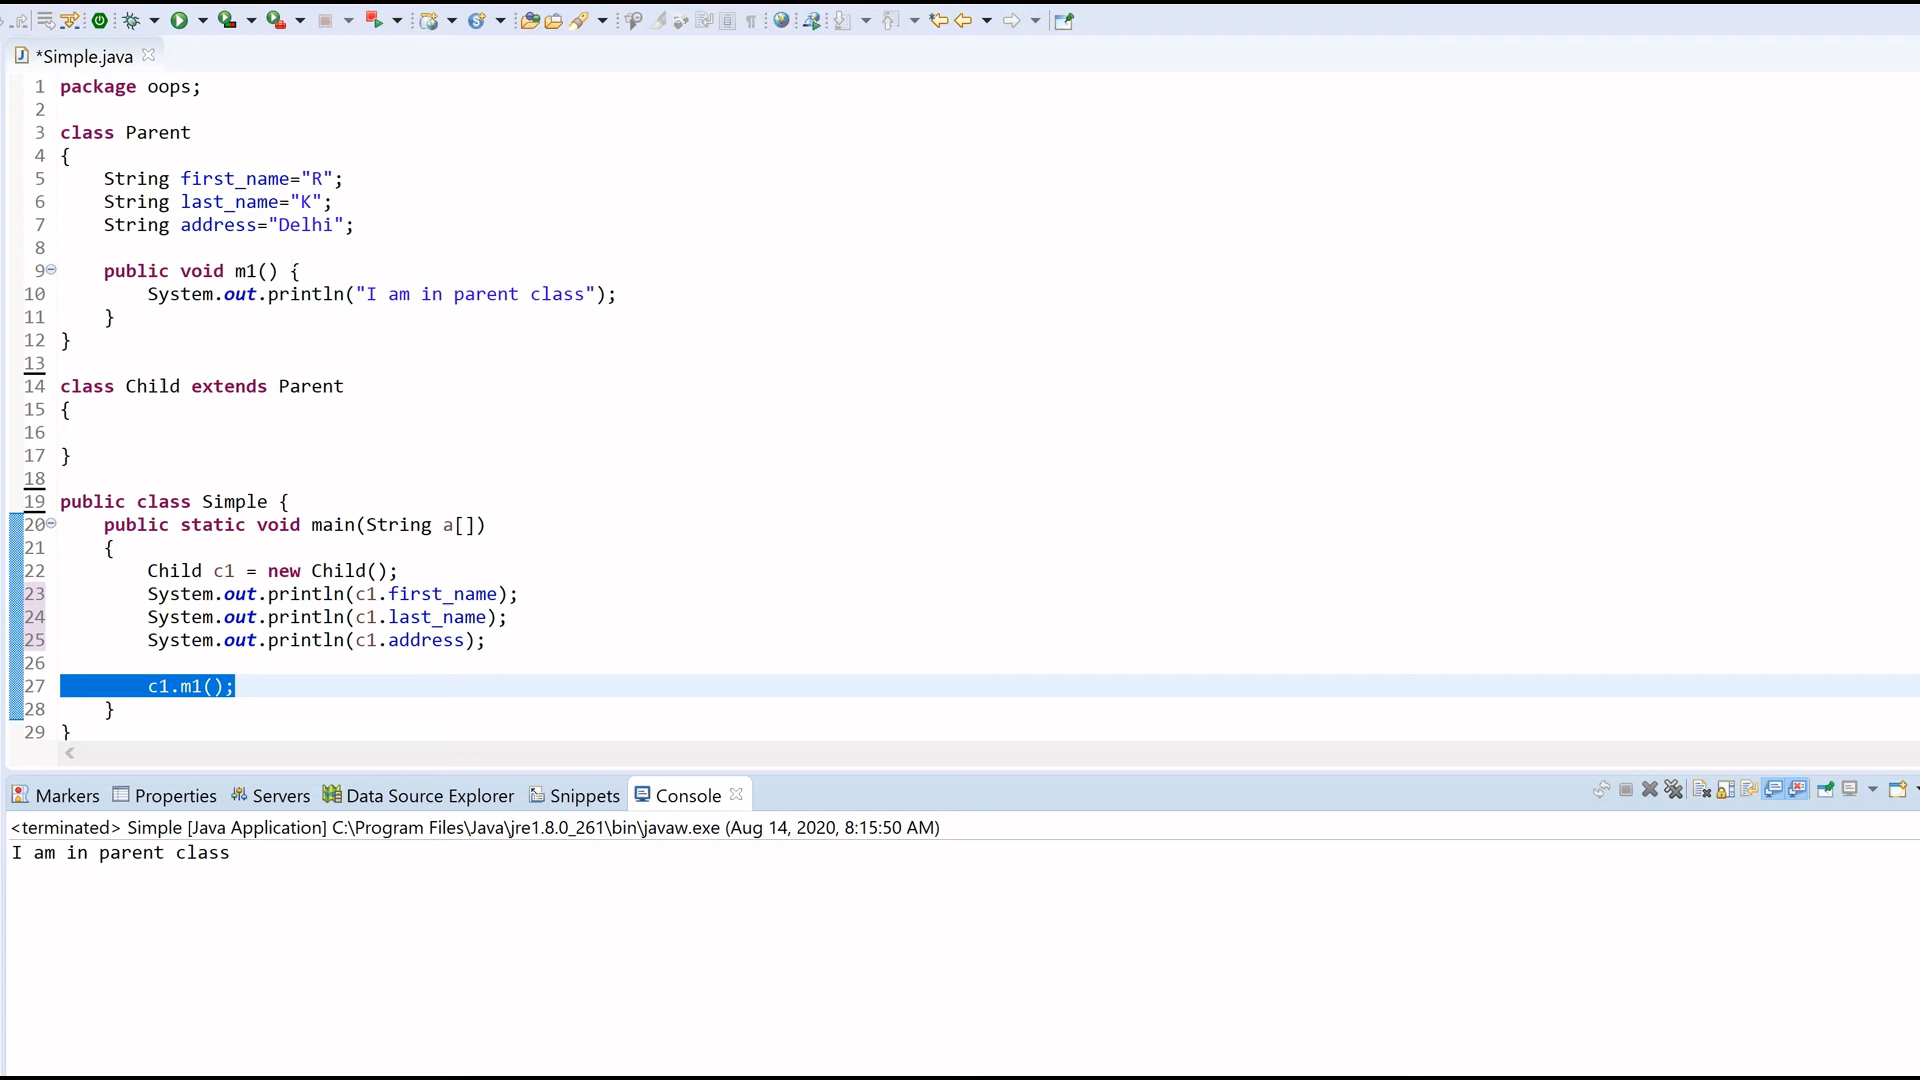 *Simple.java
1 package oops;
2
3 class Parent
4 {
5 String first_name="R";
6 String last_name="K";
7 String address="Delhi";
8
9 public void m1() {
10 System.out.println("I am in parent class");
11 }
12 }
13
14 class Child extends Parent
15 {
16
17 }
18
19 public class Simple {
20 public static void main(String a[])
21 {
22 Child c1 = new Child();
23 System.out.println(c1.first_name);
24 System.out.println(c1.last_name);
25 System.out.println(c1.address);
26
27 c1.m1();
28 }
29 }
Markers Properties Servers Data Source Explorer Snippets Console
<terminated> Simple [Java Application] C:\Program Files\Java\jre1.8.0_261\bin\javaw.exe (Aug 14, 2020, 8:15:50 AM)
I am in parent class